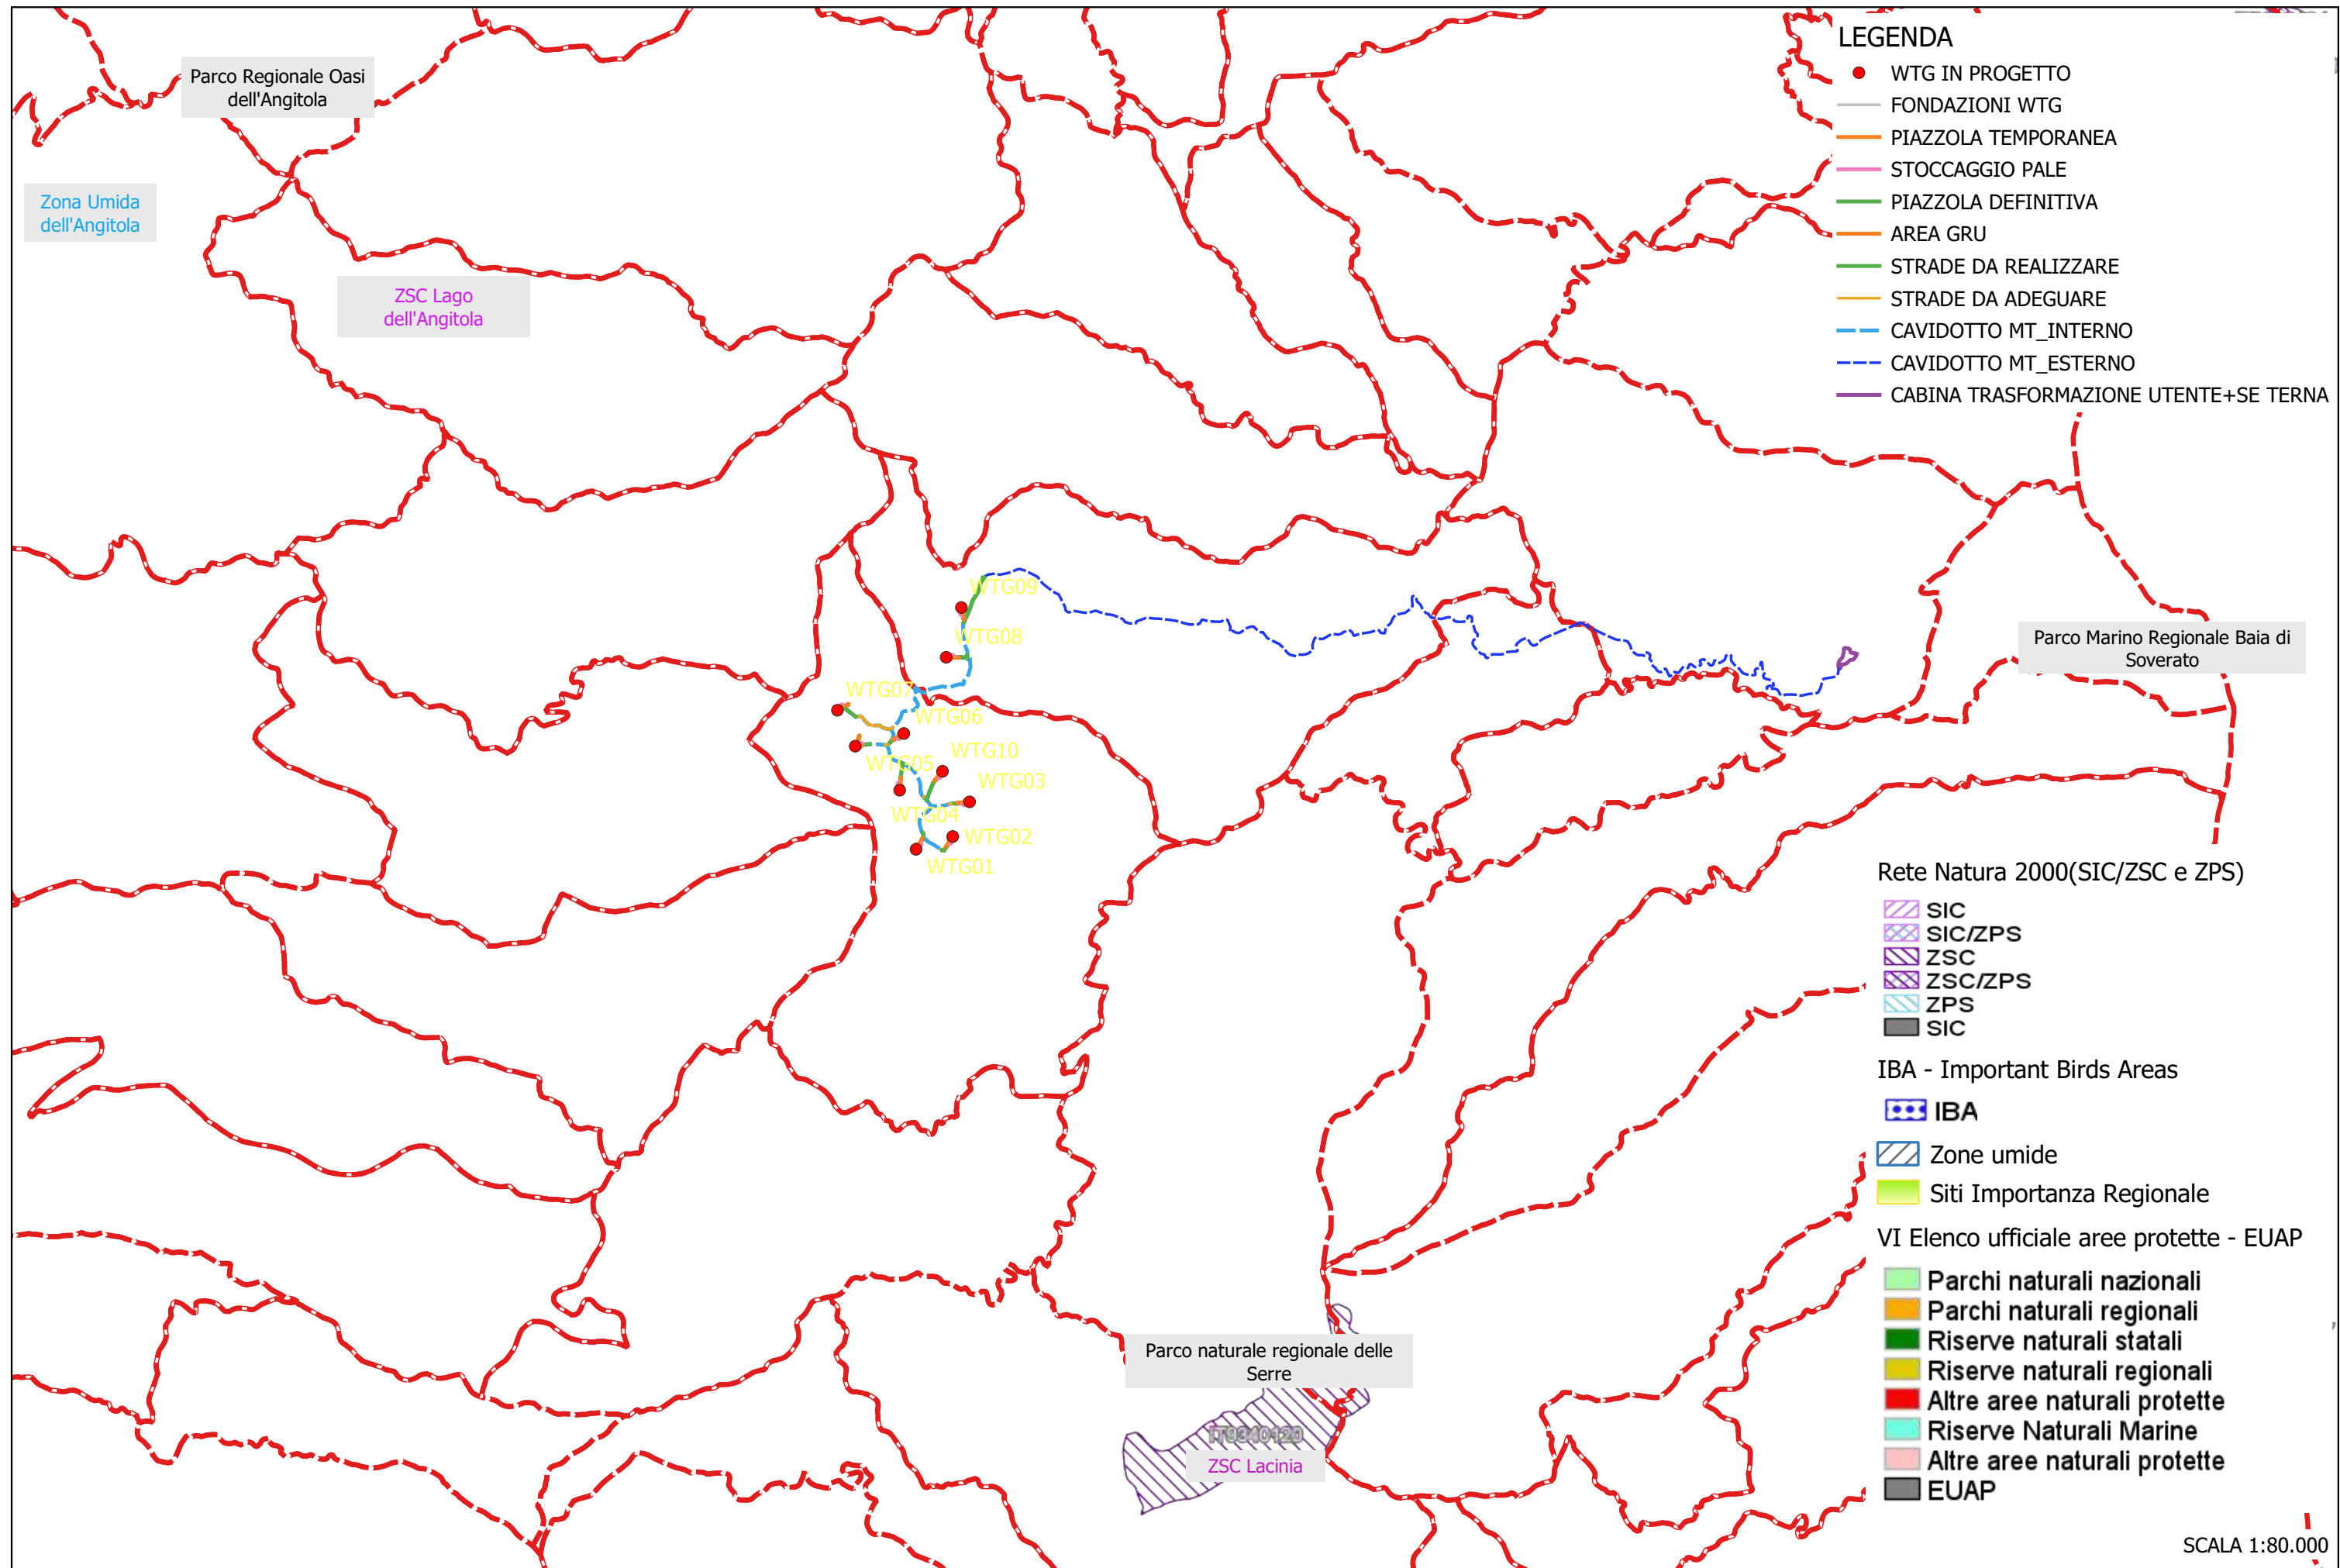 LEGENDA
WTG IN PROGETTO
FONDAZIONI WTG
PIAZZOLA TEMPORANEA
STOCCAGGIO PALE
PIAZZOLA DEFINITIVA
AREA GRU
STRADE DA REALIZZARE
STRADE DA ADEGUARE
CAVIDOTTO MT_INTERNO
CAVIDOTTO MT_ESTERNO
CABINA TRASFORMAZIONE UTENTE+SE TERNA
Parco Regionale Oasi
dell'Angitola
Zona Umida
dell'Angitola
ZSC Lago
dell'Angitola
WTG09
WTG08
WTG07
WTG06
WTG10
WTG05
WTG03
WTG04
WTG02
WTG01
Parco Marino Regionale Baia di
Soverato
Rete Natura 2000(SIC/ZSC e ZPS)
SIC
SIC/ZPS
ZSC
ZSC/ZPS
ZPS
SIC
IBA - Important Birds Areas
IBA
Zone umide
Siti Importanza Regionale
VI Elenco ufficiale aree protette - EUAP
Parchi naturali nazionali
Parchi naturali regionali
Riserve naturali statali
Riserve naturali regionali
Altre aree naturali protette
Riserve Naturali Marine
Altre aree naturali protette
EUAP
Parco naturale regionale delle
Serre
IT9340120
ZSC Lacinia
SCALA 1:80.000